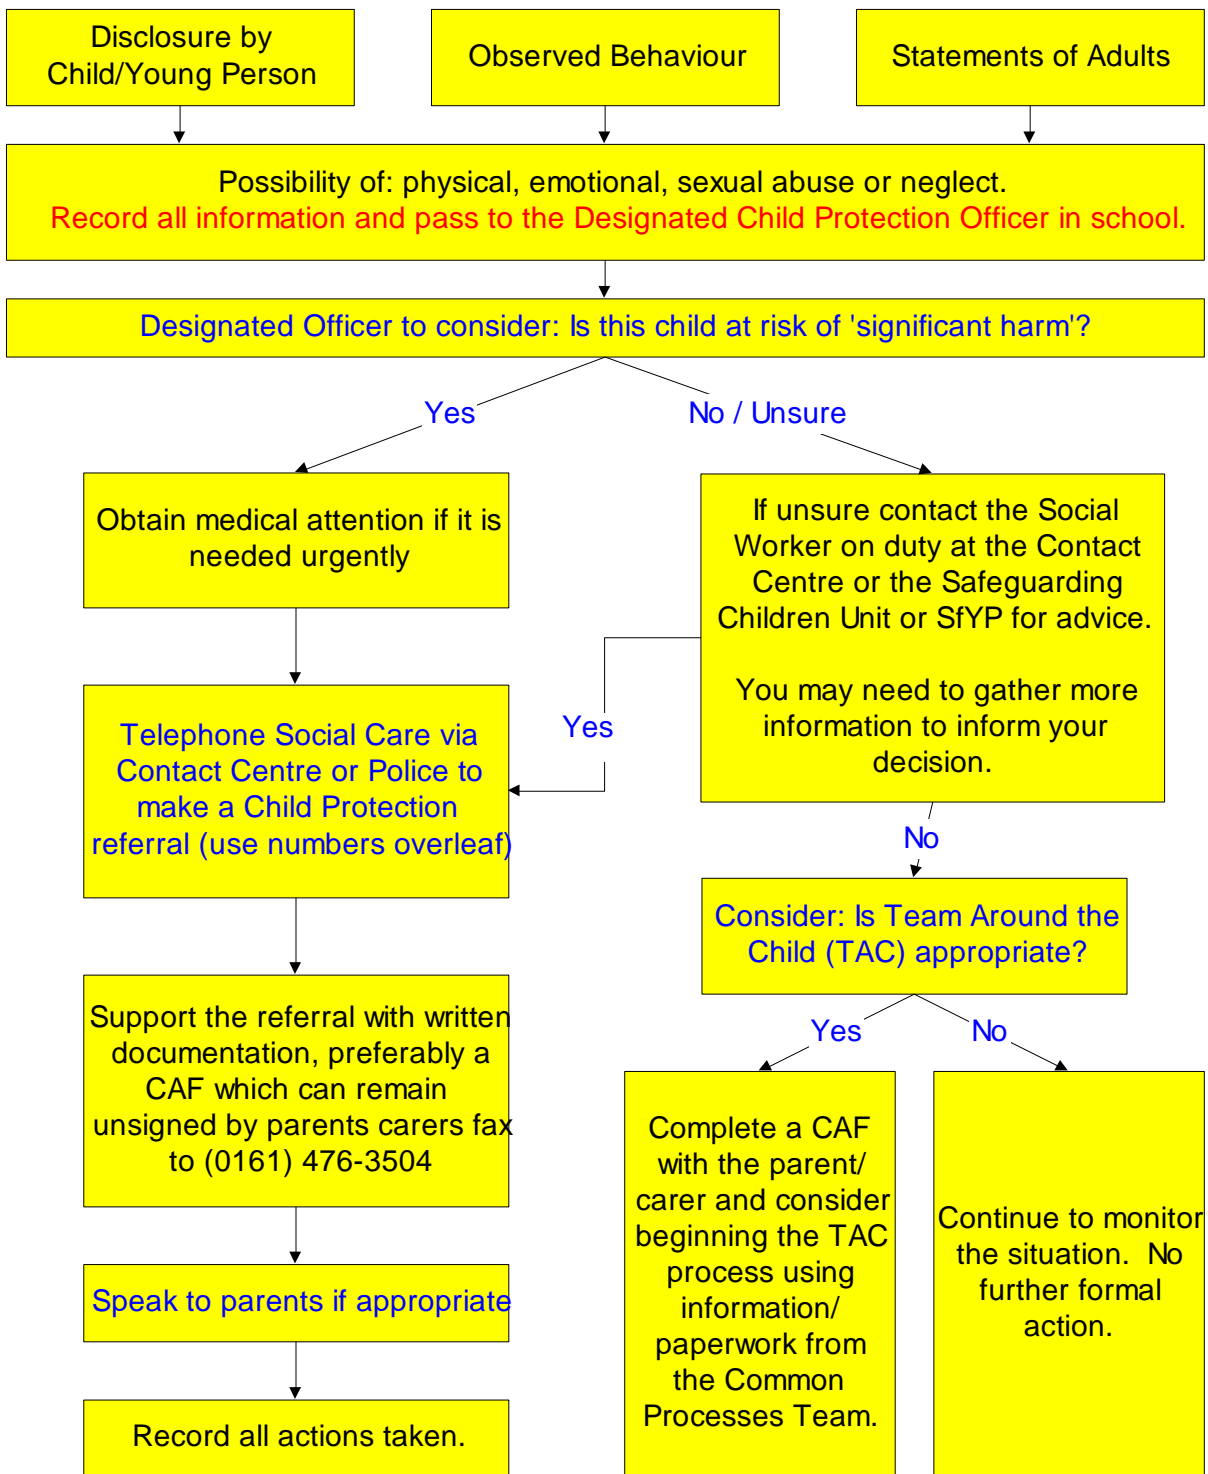 Disclosure by
Child/Young Person
Observed Behaviour
Statements of Adults
Possibility of: physical, emotional, sexual abuse or neglect.
Record all information and pass to the Designated Child Protection Officer in school.
Designated Officer to consider: Is this child at risk of 'significant harm'?
Yes
No / Unsure
Obtain medical attention if it is
needed urgently
If unsure contact the Social
Worker on duty at the Contact
Centre or the Safeguarding
Children Unit or SfYP for advice.
You may need to gather more
information to inform your
decision.
Yes
Telephone Social Care via
Contact Centre or Police to
make a Child Protection
referral (use numbers overleaf)
No
Consider: Is Team Around the
Child (TAC) appropriate?
Yes
No
Support the referral with written
documentation, preferably a
CAF which can remain
unsigned by parents carers fax
to (0161) 476-3504
Complete a CAF
with the parent/
carer and consider
beginning the TAC
process using
information/
paperwork from
the Common
Processes Team.
Continue to monitor
the situation.  No
further formal
action.
Speak to parents if appropriate
Record all actions taken.